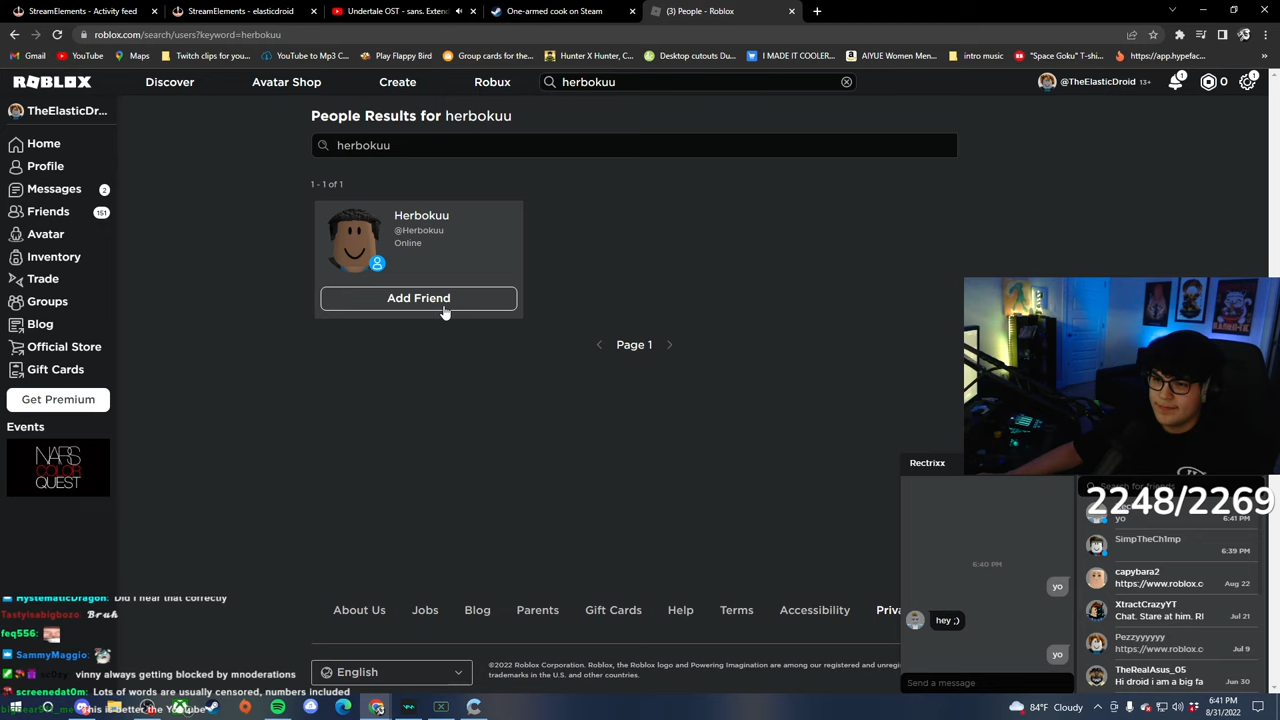 StreamElements - Activity feed
StreamElements - elasticdroid
Undertale OST - sans. Extend
One-armed cook on Steam
(3) People - Roblox
roblox.com/search/users?keyword=herbokuu
Gmail
YouTube
Maps
Twitch clips for you...
YouTube to Mp3 C...
Play Flappy Bird
Group cards for the...
Hunter X Hunter, C...
Desktop cutouts Du...
I MADE IT COOLER...
AIYUE Women Men...
intro music
"Space Goku" T-shi...
https://app.hypefac...
ROBLOX
Discover
Avatar Shop
Create
Robux
herbokuu
@TheElasticDroid 13+
1
0
1
TheElasticDr...
Home
Profile
Messages 2
Friends 151
Avatar
Inventory
Trade
Groups
Blog
Official Store
Gift Cards
Get Premium
Events
NARS
COLOR
QUEST
People Results for herbokuu
herbokuu
1 - 1 of 1
Herbokuu
@Herbokuu
Online
Add Friend
Page 1
About Us
Jobs
Blog
Parents
Gift Cards
Help
Terms
Accessibility
Priva
English
©2022 Roblox Corporation. Roblox, the Roblox logo and Powering Imagination are among our registered and unregi
trademarks in the U.S. and other countries.
Rectrixx
6:40 PM
yo
hey ;)
yo
Send a message
Search for friends
2248/2269
yo 6:41 PM
SimpTheCh1mp
6:39 PM
capybara2
https://www.roblox.c Aug 22
XtractCrazyYT
Chat. Stare at him. RI Jul 21
Pezzyyyyyy
https://www.roblox.c Jul 9
TheRealAsus_05
Hi droid i am a big fa Jun 30
HystematicDragon: Did I hear that correctly
Tastyisabigbozo: Bruh
feq556:
SammyMaggio:
vinny always getting blocked by mnoderations
screenedat0m: Lots of words are usually censored, numbers included
this is better the YouTube
84°F Cloudy
6:41 PM
8/31/2022